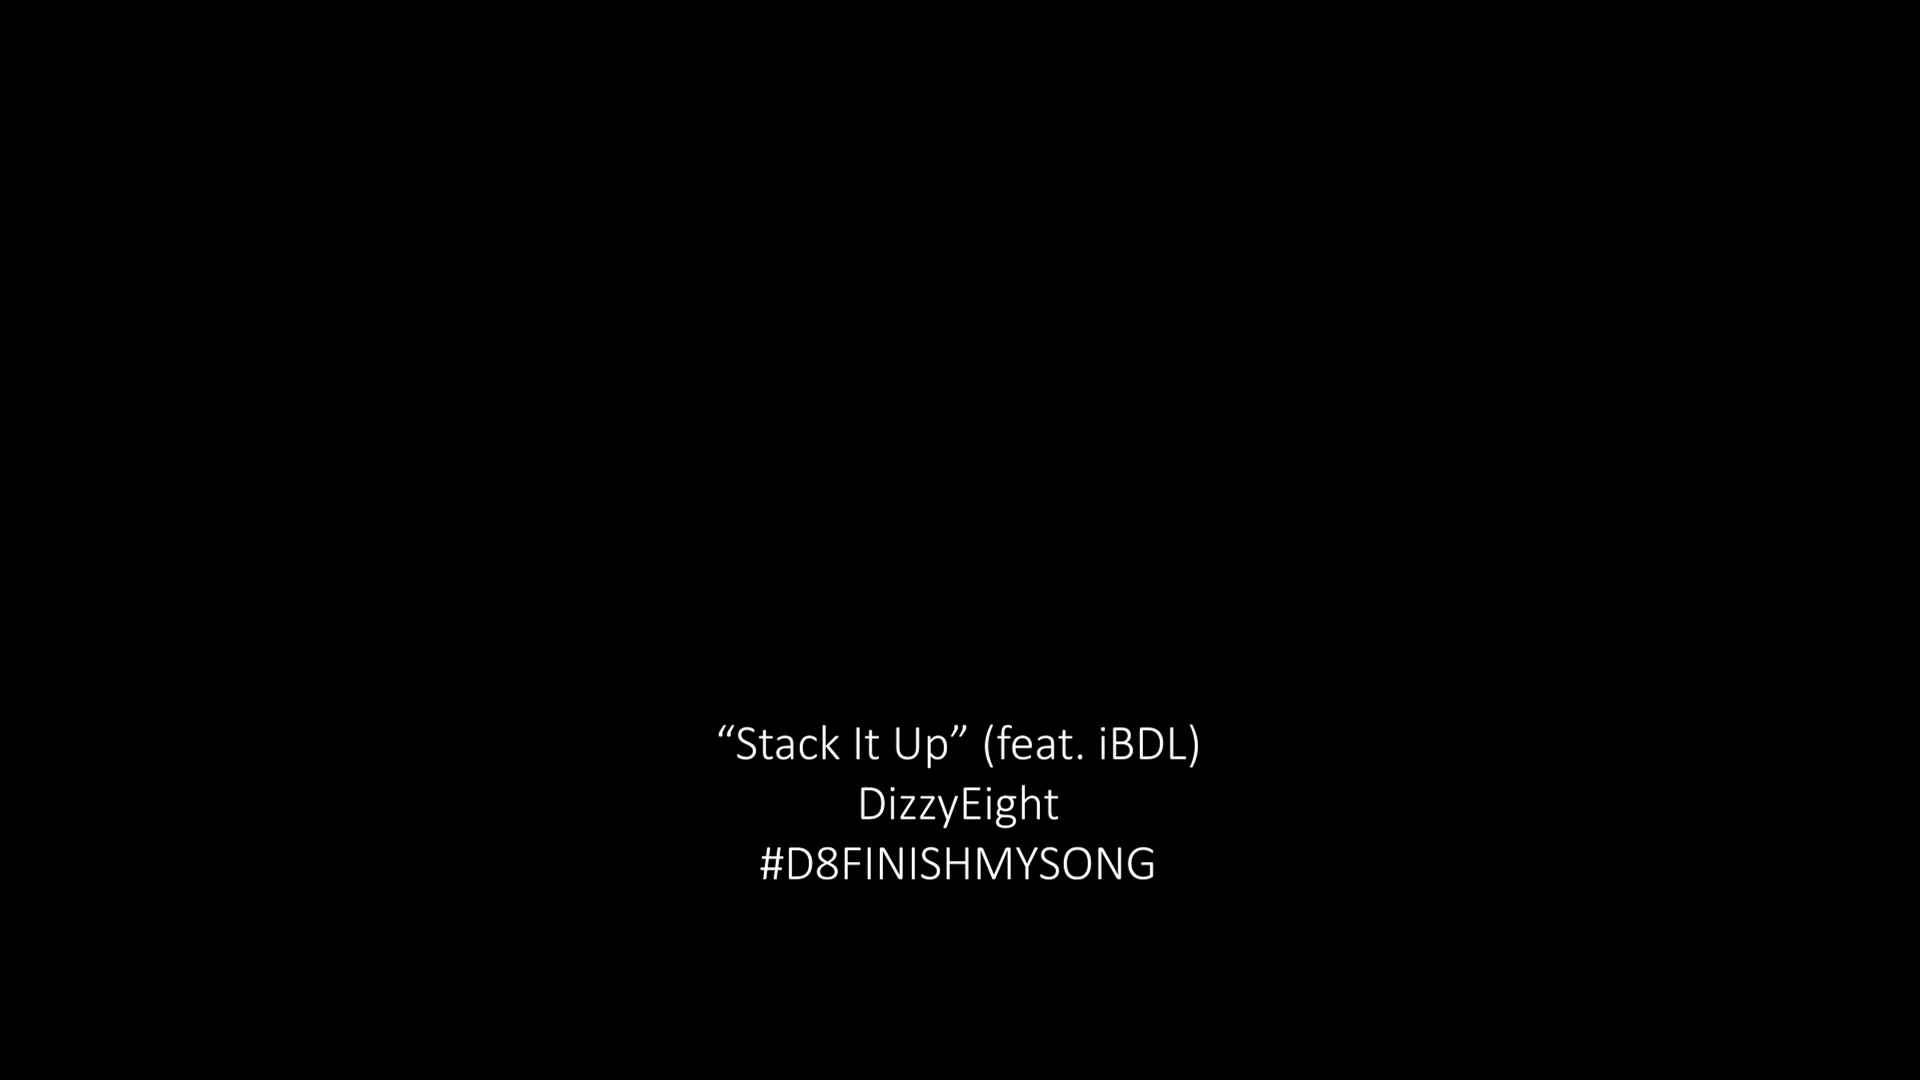 “Stack It Up” (feat. iBDL)
DizzyEight
#D8FINISHMYSONG